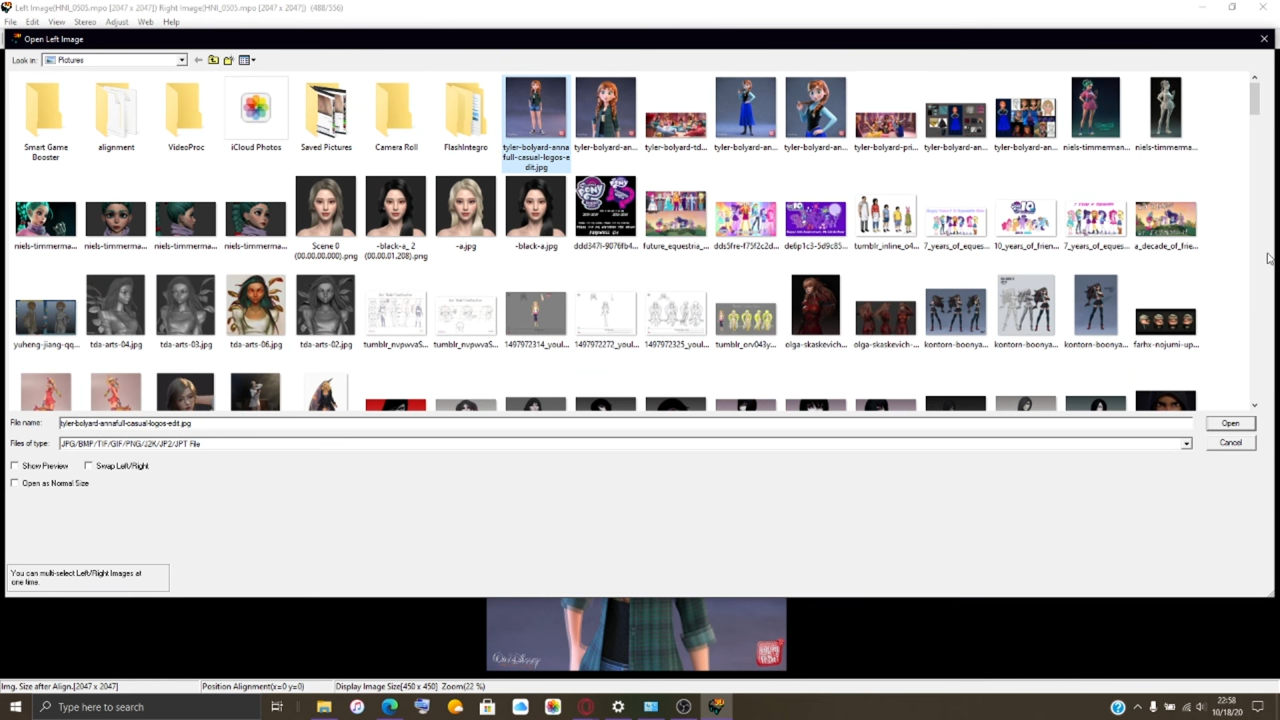 Left Image[HNI_0505.mpo [2047 x 2047]) Right Image[HNI_0505.mpo [2047 x 2047]) (488/556)
File Edit View Stereo Adjust Web Help
Open Left Image
Look in: Pictures
Smart Game Booster
alignment
VideoProc
iCloud Photos
Saved Pictures
Camera Roll
FlashIntegro
tyler-bolyard-annafull-casual-logos-edit.jpg
tyler-bolyard-an...
tyler-bolyard-td...
tyler-bolyard-an...
tyler-bolyard-an...
tyler-bolyard-pri...
tyler-bolyard-an...
tyler-bolyard-an...
niels-timmerman...
niels-timmerma...
niels-timmerma...
niels-timmerma...
niels-timmerma...
niels-timmerma...
Scene 0 (00.00.00.000).png
-black-a_2 (00.00.01.208).png
-a.jpg
-black-a.jpg
ddd347l-9076fb4...
future_equestria_...
dds5fre-f75f2c2d...
de6p1c3-5d9c85...
tumblr_inline_o4...
7_years_of_eques...
10_years_of_frien...
7_years_of_eques...
a_decade_of_frie...
yuheng-jiang-qq...
tda-arts-04.jpg
tda-arts-03.jpg
tda-arts-06.jpg
tda-arts-02.jpg
tumblr_nvpwvaS...
tumblr_nvpwvaS...
1497972314_youl...
1497972272_youl...
1497972325_youl...
tumblr_orv043y...
olga-skaskevich...
olga-skaskevich-...
kontorn-boonya...
kontorn-boonya...
kontorn-boonya...
farhx-nojumi-up...
File name: tyler-bolyard-annafull-casual-logos-edit.jpg
Open
Files of type: JPG/BMP/TIF/GIF/PNG/J2K/JP2/JPT File
Cancel
Show Preview Swap Left/Right
Open as Normal Size
You can multi-select Left/Right Images at
one time.
Img. Size after Align.[2047 x 2047] Position Alignment(x=0 y=0) Display Image Size[450 x 450] Zoom(22 %)
Type here to search
22:58
10/18/20